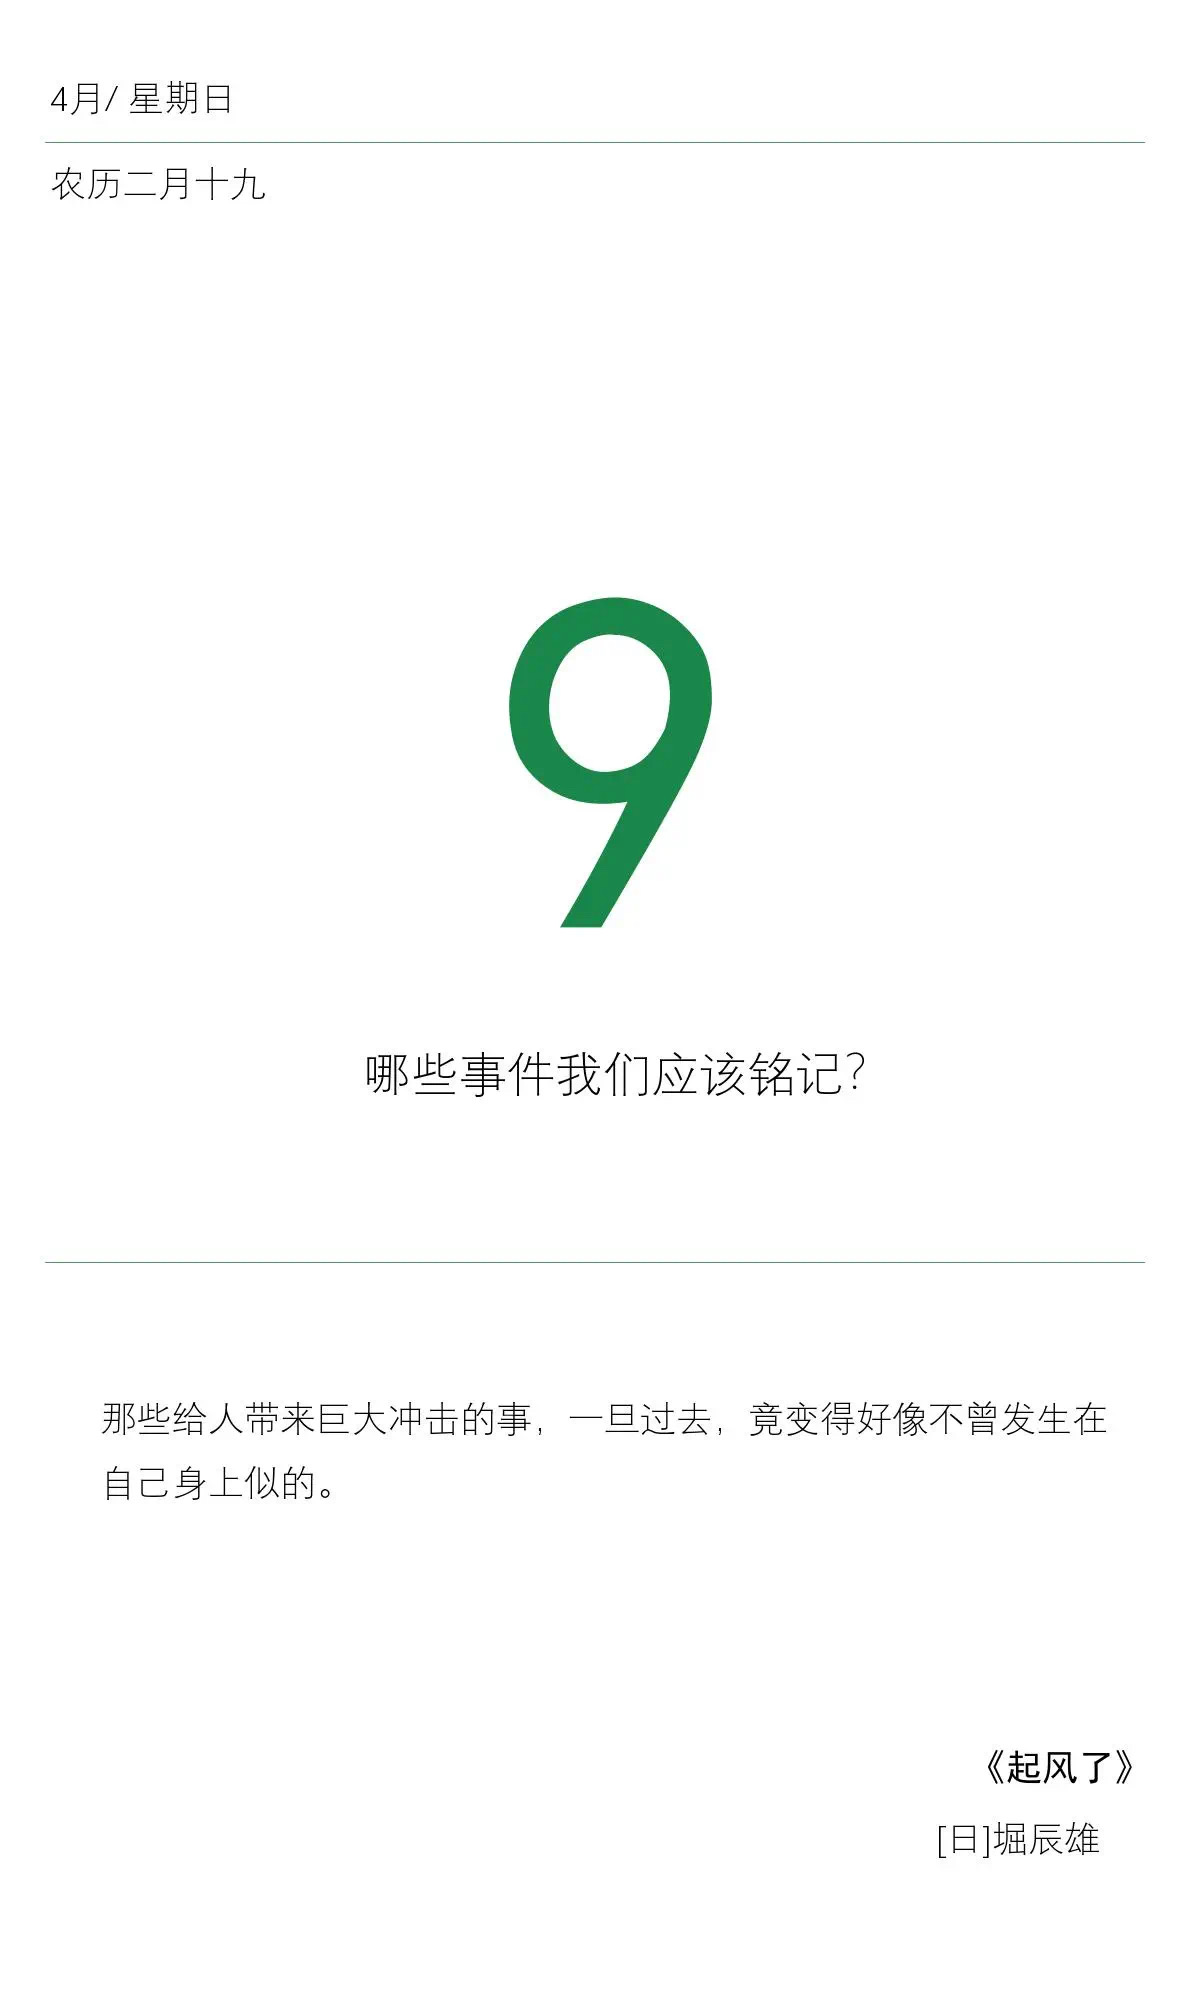 4月/ 星期日
农历二月十九
9
哪些事件我们应该铭记？
那些给人带来巨大冲击的事，一旦过去，竟变得好像不曾发生在
自己身上似的。
《起风了》
[日]堀辰雄